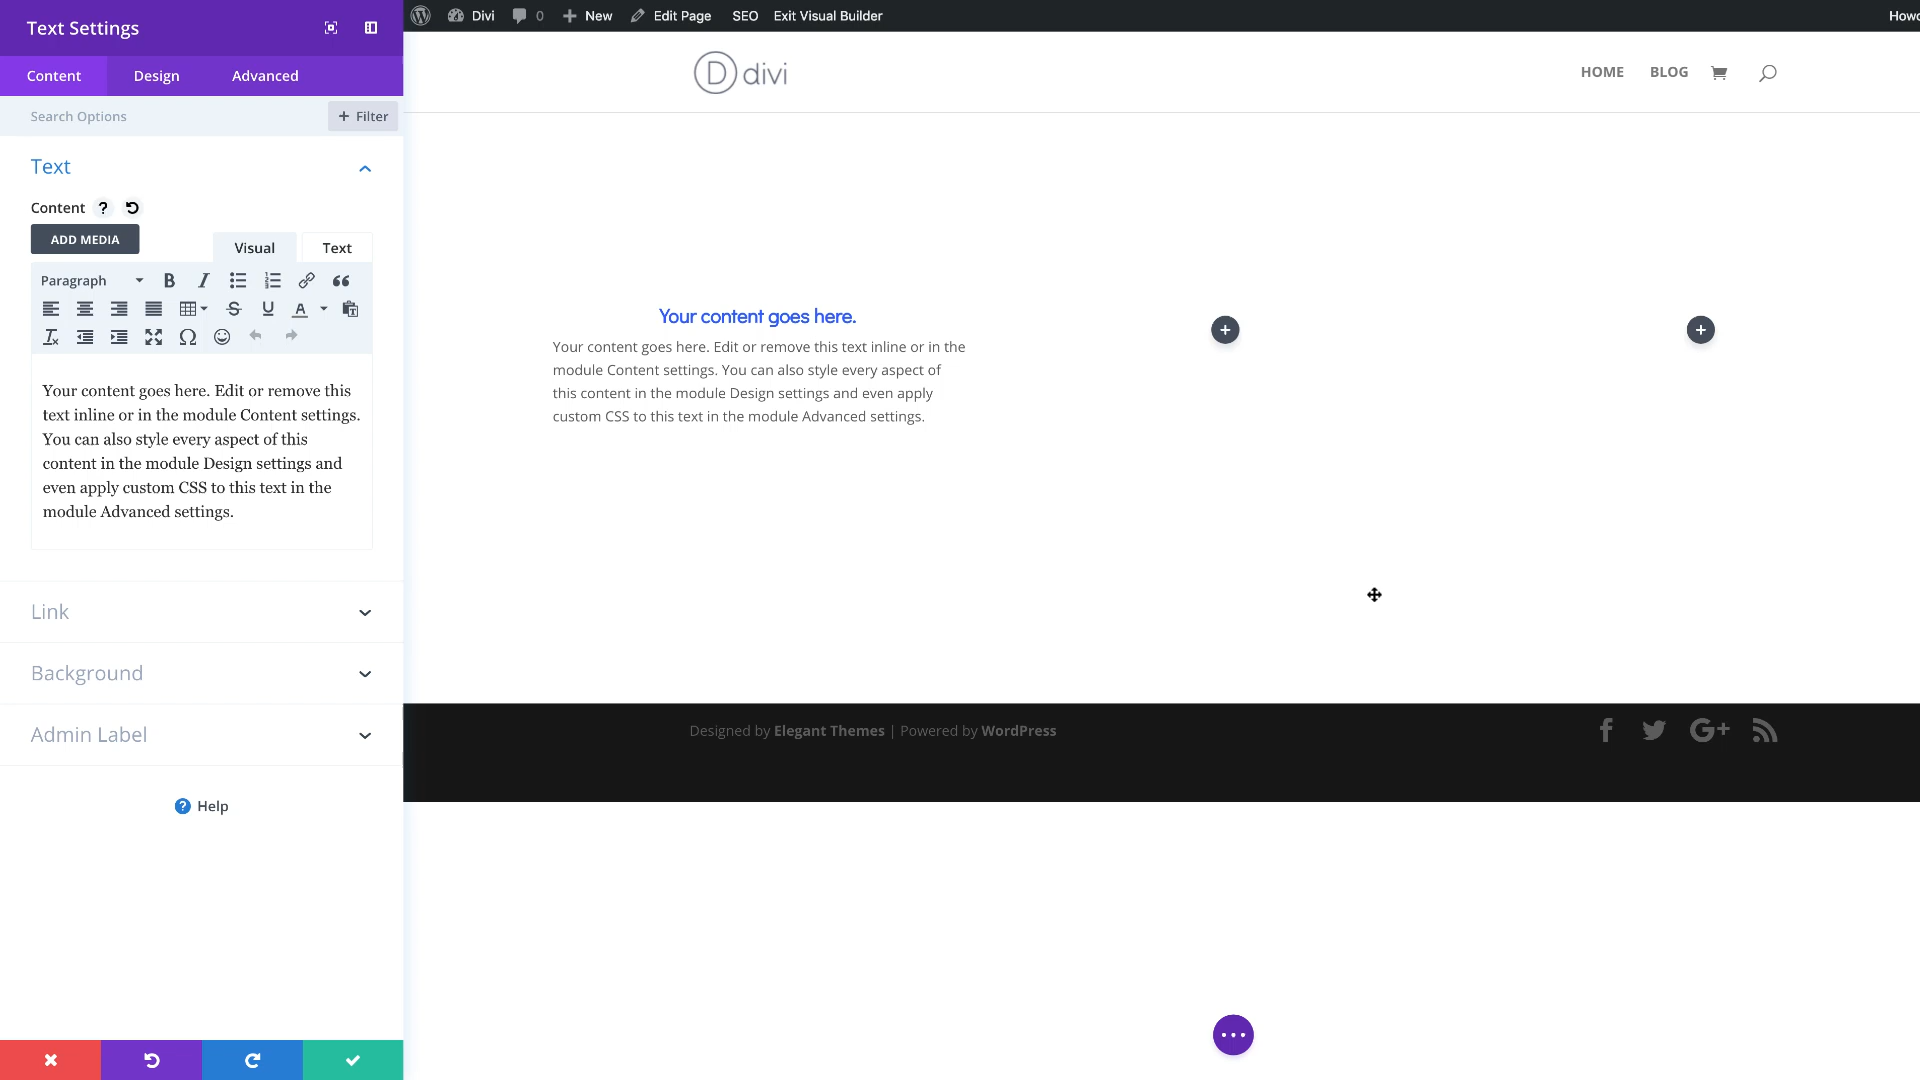 Text Settings
Content
Design
Advanced
Search Options
+ Filter
Text
Content
ADD MEDIA
Visual
Text
Paragraph
Your content goes here. Edit or remove this
text inline or in the module Content settings.
You can also style every aspect of this
content in the module Design settings and
even apply custom CSS to this text in the
module Advanced settings.
Link
Background
Admin Label
Help
Divi
0
New
Edit Page
SEO
Exit Visual Builder
D divi
HOME
BLOG
Your content goes here.
Your content goes here. Edit or remove this text inline or in the
module Content settings. You can also style every aspect of
this content in the module Design settings and even apply
custom CSS to this text in the module Advanced settings.
Designed by Elegant Themes | Powered by WordPress